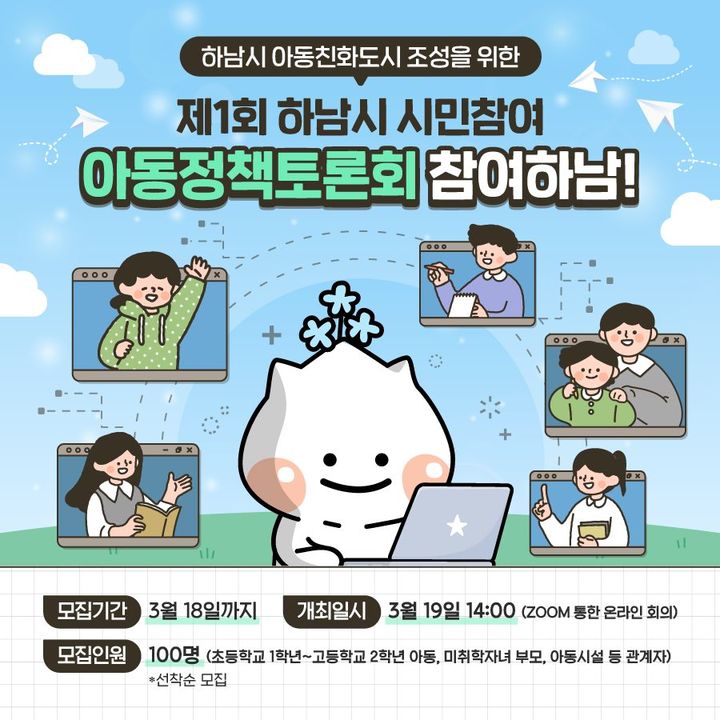 하남시 아동친화도시 조성을 위한
제1회 하남시 시민참여
아동정책토론회 참여하남!
모집기간 3월 18일까지 개최일시 3월 19일 14:00 (ZOOM 통한 온라인 회의)
모집인원 100명 (초등학교 1학년~고등학교 2학년 아동, 미취학자녀 부모, 아동시설 등 관계자)
*선착순 모집